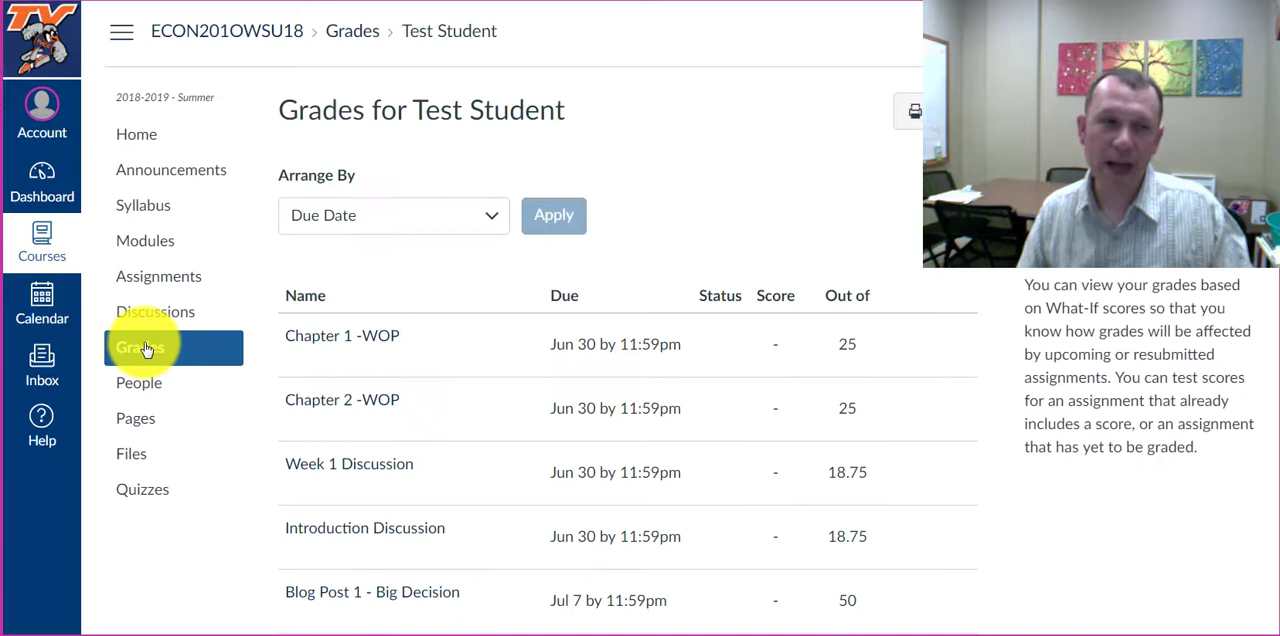 TV
Account
Dashboard
Courses
Calendar
Inbox
Help
ECON201OWSU18 › Grades › Test Student
2018-2019 - Summer
Home
Announcements
Syllabus
Modules
Assignments
Discussions
Grades
People
Pages
Files
Quizzes
Grades for Test Student
Arrange By
Due Date
Apply
Name Due Status Score Out of
Chapter 1 -WOP Jun 30 by 11:59pm - 25
Chapter 2 -WOP Jun 30 by 11:59pm - 25
Week 1 Discussion Jun 30 by 11:59pm - 18.75
Introduction Discussion Jun 30 by 11:59pm - 18.75
Blog Post 1 - Big Decision Jul 7 by 11:59pm - 50
You can view your grades based
on What-If scores so that you
know how grades will be affected
by upcoming or resubmitted
assignments. You can test scores
for an assignment that already
includes a score, or an assignment
that has yet to be graded.